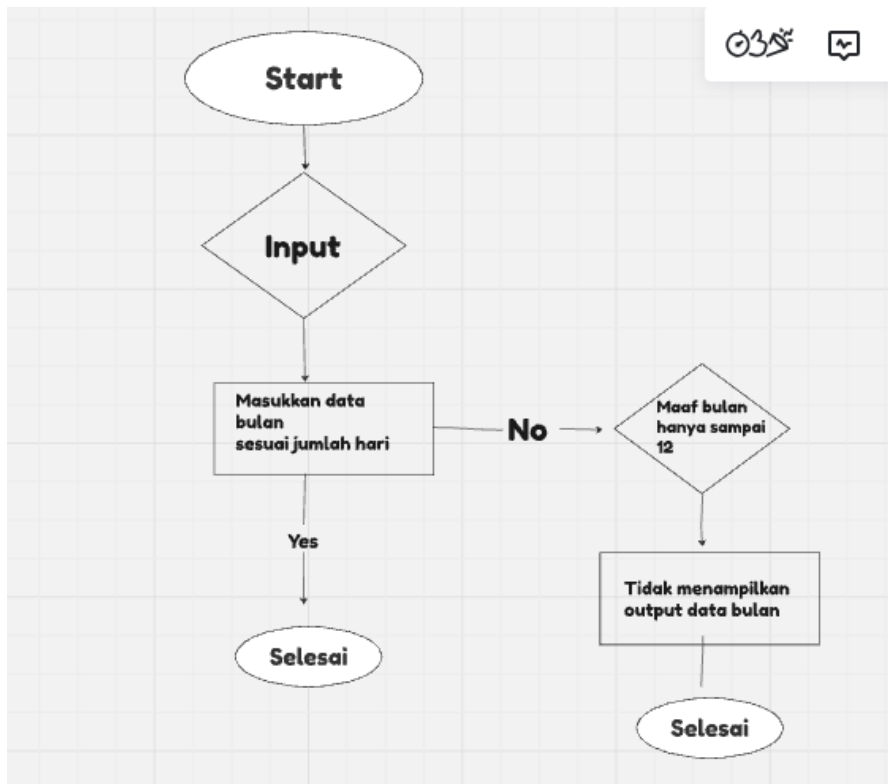 Start
Input
Masukkan data
bulan
sesuai jumlah hari
No
Maaf bulan
hanya sampai
12
Yes
Tidak menampilkan
output data bulan
Selesai
Selesai